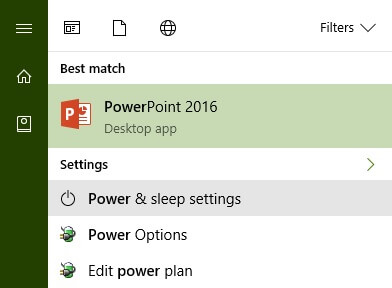 Filters
Best match
PowerPoint 2016
Desktop app
Settings
Power & sleep settings
Power Options
Edit power plan